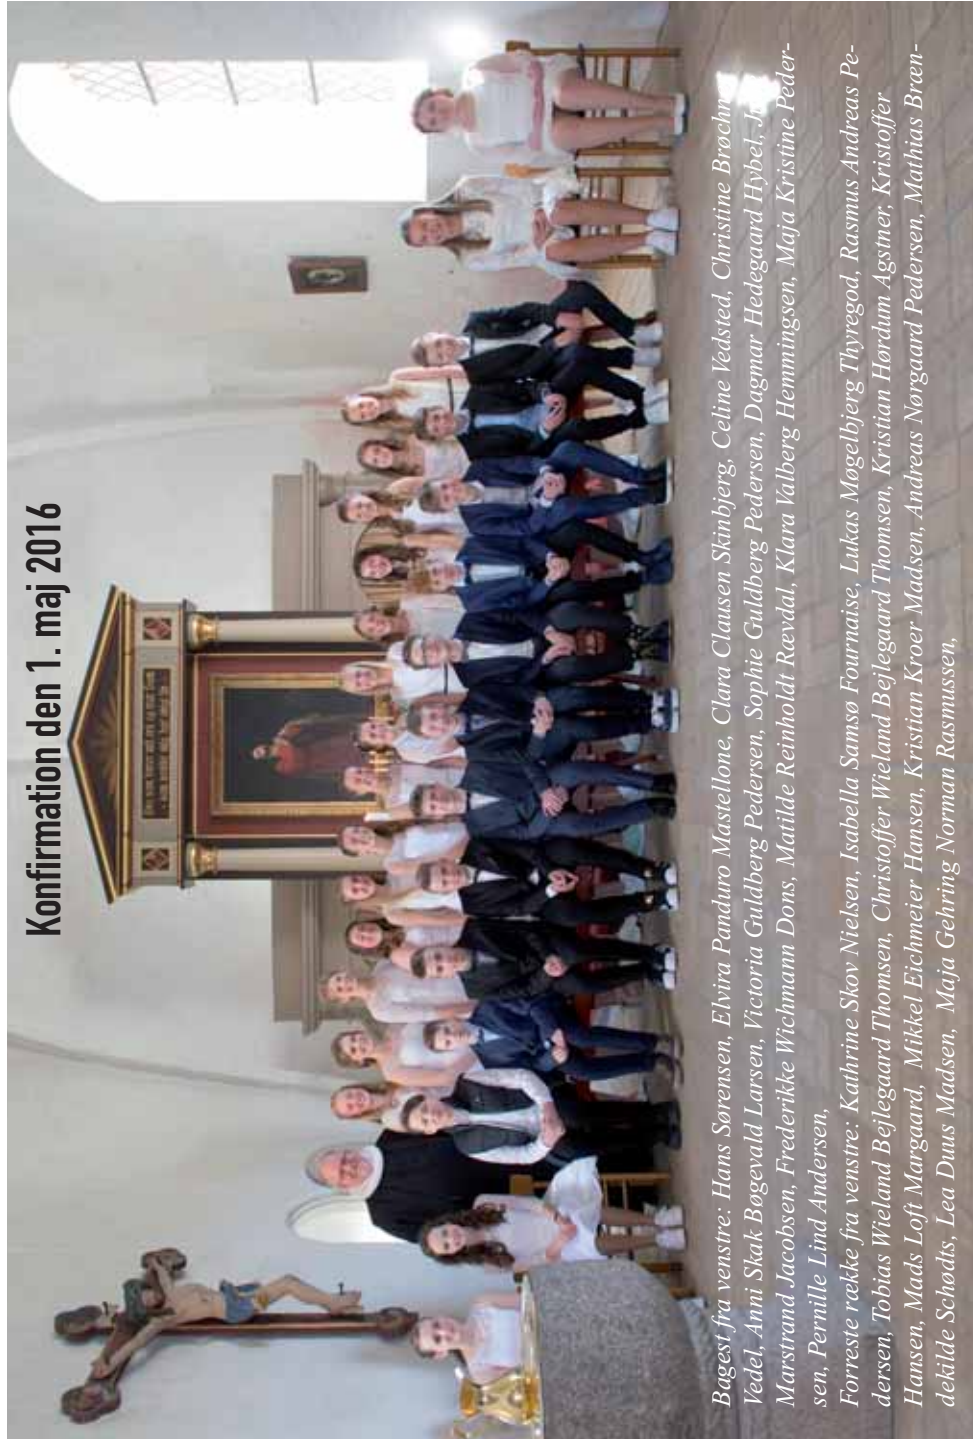 Konfirmation den 1. maj 2016
Bagest fra venstre: Hans Sørensen, Elvira Panduro Masellone, Clara Clausen Skinbjerg, Celine Vedsted, Christine Brøchn
Vedel, Anni Skak Bøgevald Larsen, Victoria Guldberg Pedersen, Sophie Guldberg Pedersen, Dagmar Hedegaard Hybel,
Marstrand Jacobsen, Frederikke Wichmann Dons, Matilde Reinholdt Rævdal, Klara Valberg Hemmingsen, Maja Kristine Peder-
sen, Pernille Lind Andersen,
Forreste række fra venstre: Kathrine Skov Nielsen, Isabella Samsø Fournaise, Lukas Møgelbjerg Thyregod, Rasmus Andreas Pe-
dersen, Tobias Wieland Bejlegaard Thomsen, Christoffer Wieland Bejlegaard Thomsen, Kristian Hørdum Agstner, Kristoffer
Hansen, Mads Loft Margaard, Mikkel Eichmeier Hansen, Kristian Kroer Madsen, Andreas Nørgaard Pedersen, Mathias Bræn-
dekilde Schødts, Lea Duus Madsen, Maja Gehring Norman Rasmussen,